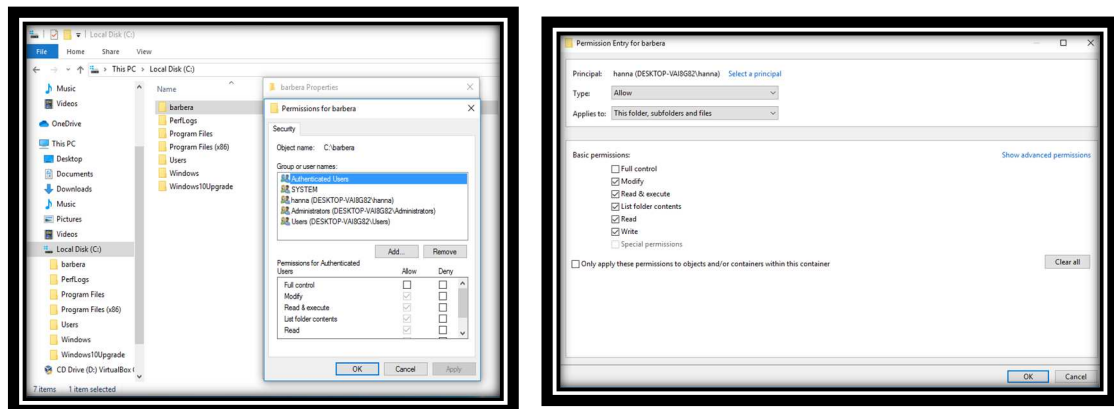 Local Disk (C:)
File Home Share View
This PC > Local Disk (C:)
Music
Videos
OneDrive
This PC
Desktop
Documents
Downloads
Music
Pictures
Videos
Local Disk (C:)
barbera
PerfLogs
Program Files
Program Files (x86)
Users
Windows
Windows10Upgrade
CD Drive (D:) VirtualBox (
7 items 1 item selected
Name
barbera
PerfLogs
Program Files
Program Files (x86)
Users
Windows
Windows10Upgrade
barbera Properties
Permissions for barbera
Security
Object name: C:\barbera
Group or user names:
Authenticated Users
SYSTEM
hanna (DESKTOP-VAI8G82\hanna)
Administrators (DESKTOP-VAI8G82\Administrators)
Users (DESKTOP-VAI8G82\Users)
Add... Remove
Permissions for Authenticated
Users Allow Deny
Full control
Modify
Read & execute
List folder contents
Read
OK Cancel Apply
Permission Entry for barbera
Principal: hanna (DESKTOP-VAI8G82\hanna) Select a principal
Type: Allow
Applies to: This folder, subfolders and files
Basic permissions: Show advanced permissions
Full control
Modify
Read & execute
List folder contents
Read
Write
Special permissions
Only apply these permissions to objects and/or containers within this container Clear all
OK Cancel